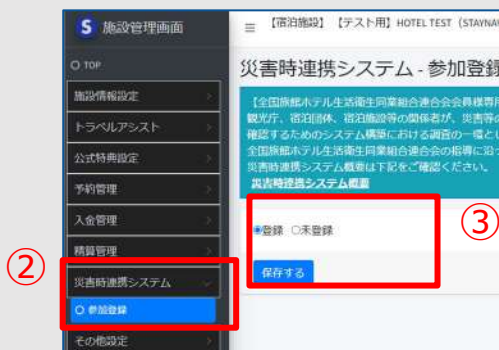 S 施設管理画面
TOP
施設情報設定
トラベルアシスト
公式特典設定
予約管理
入金管理
精算管理
②
災害時連携システム
参加登録
その他設定
【宿泊施設】 【テスト用】HOTEL TEST（STAYNA
災害時連携システム - 参加登録
【全国旅館ホテル生活衛生同業組合連合会会員様専用
観光庁、宿泊団体、宿泊施設等の関係者が、災害等の
確認するためのシステム構築における調査の一環とし
全国旅館ホテル生活衛生同業組合連合会の指導に沿っ
災害時連携システム概要は下記をご確認ください。
災害時連携システム概要
登録 未登録
③
保存する